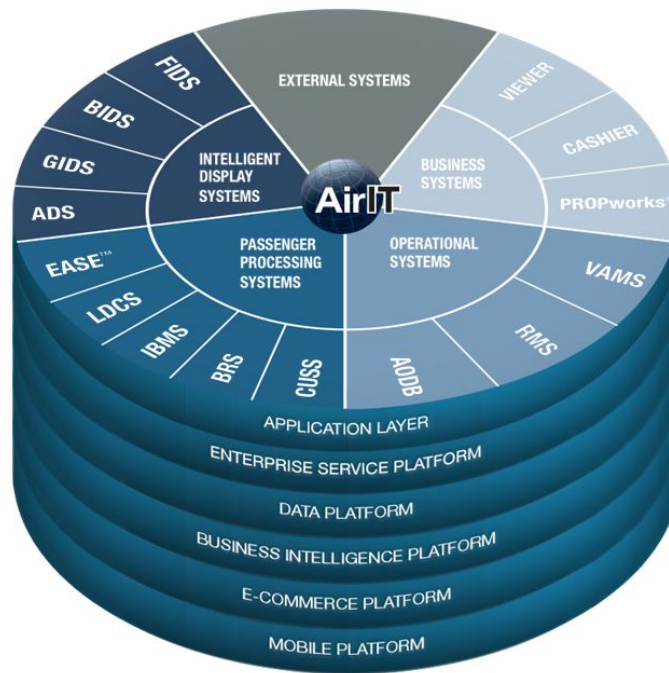 EXTERNAL SYSTEMS
FIDS
BIDS
GIDS
ADS
INTELLIGENT
DISPLAY
SYSTEMS
VIEWER
CASHIER
PROPworks®
BUSINESS
SYSTEMS
AirIT
PASSENGER
PROCESSING
SYSTEMS
OPERATIONAL
SYSTEMS
EASE™
LDCS
IBMS
BRS
CUSS
AODB
RMS
VAMS
APPLICATION LAYER
ENTERPRISE SERVICE PLATFORM
DATA PLATFORM
BUSINESS INTELLIGENCE PLATFORM
E-COMMERCE PLATFORM
MOBILE PLATFORM